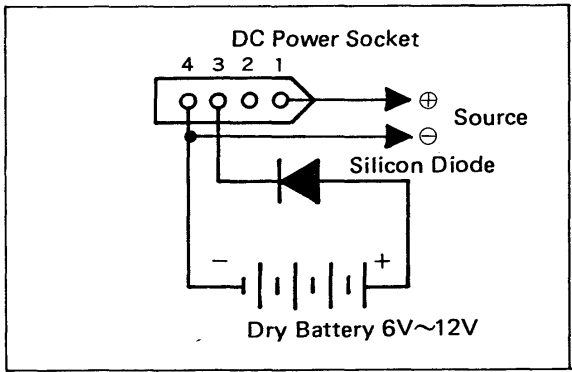 DC Power Socket
4 3 2 1
⊕
Source
⊖
Silicon Diode
− +
Dry Battery 6V~12V